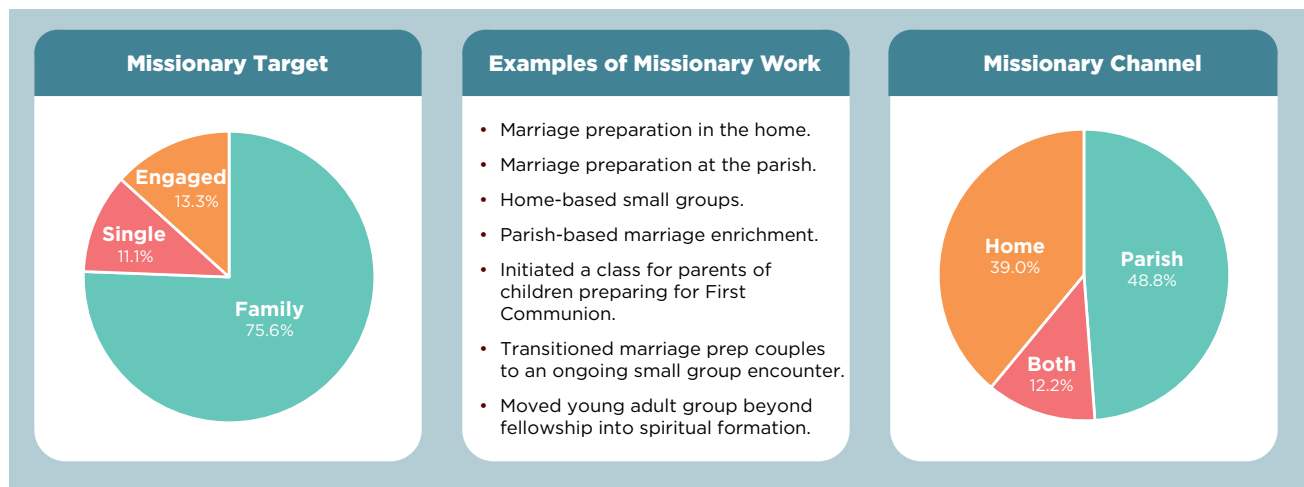 Missionary Target
Engaged
13.3%
Single
11.1%
Family
75.6%
Examples of Missionary Work
• Marriage preparation in the home.
• Marriage preparation at the parish.
• Home-based small groups.
• Parish-based marriage enrichment.
• Initiated a class for parents of
children preparing for First
Communion.
• Transitioned marriage prep couples
to an ongoing small group encounter.
• Moved young adult group beyond
fellowship into spiritual formation.
Missionary Channel
Home
39.0%
Parish
48.8%
Both
12.2%